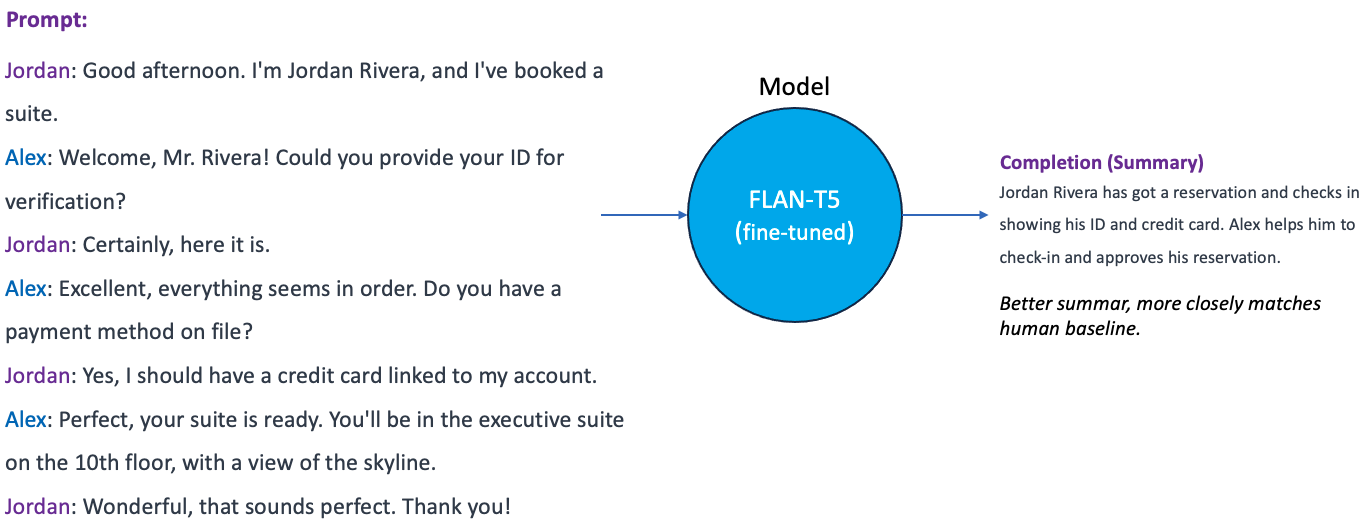 Prompt:
Jordan: Good afternoon. I'm Jordan Rivera, and I've booked a
suite.
Alex: Welcome, Mr. Rivera! Could you provide your ID for
verification?
Jordan: Certainly, here it is.
Alex: Excellent, everything seems in order. Do you have a
payment method on file?
Jordan: Yes, I should have a credit card linked to my account.
Alex: Perfect, your suite is ready. You'll be in the executive suite
on the 10th floor, with a view of the skyline.
Jordan: Wonderful, that sounds perfect. Thank you!
Model
FLAN-T5
(fine-tuned)
Completion (Summary)
Jordan Rivera has got a reservation and checks in
showing his ID and credit card. Alex helps him to
check-in and approves his reservation.
Better summar, more closely matches
human baseline.